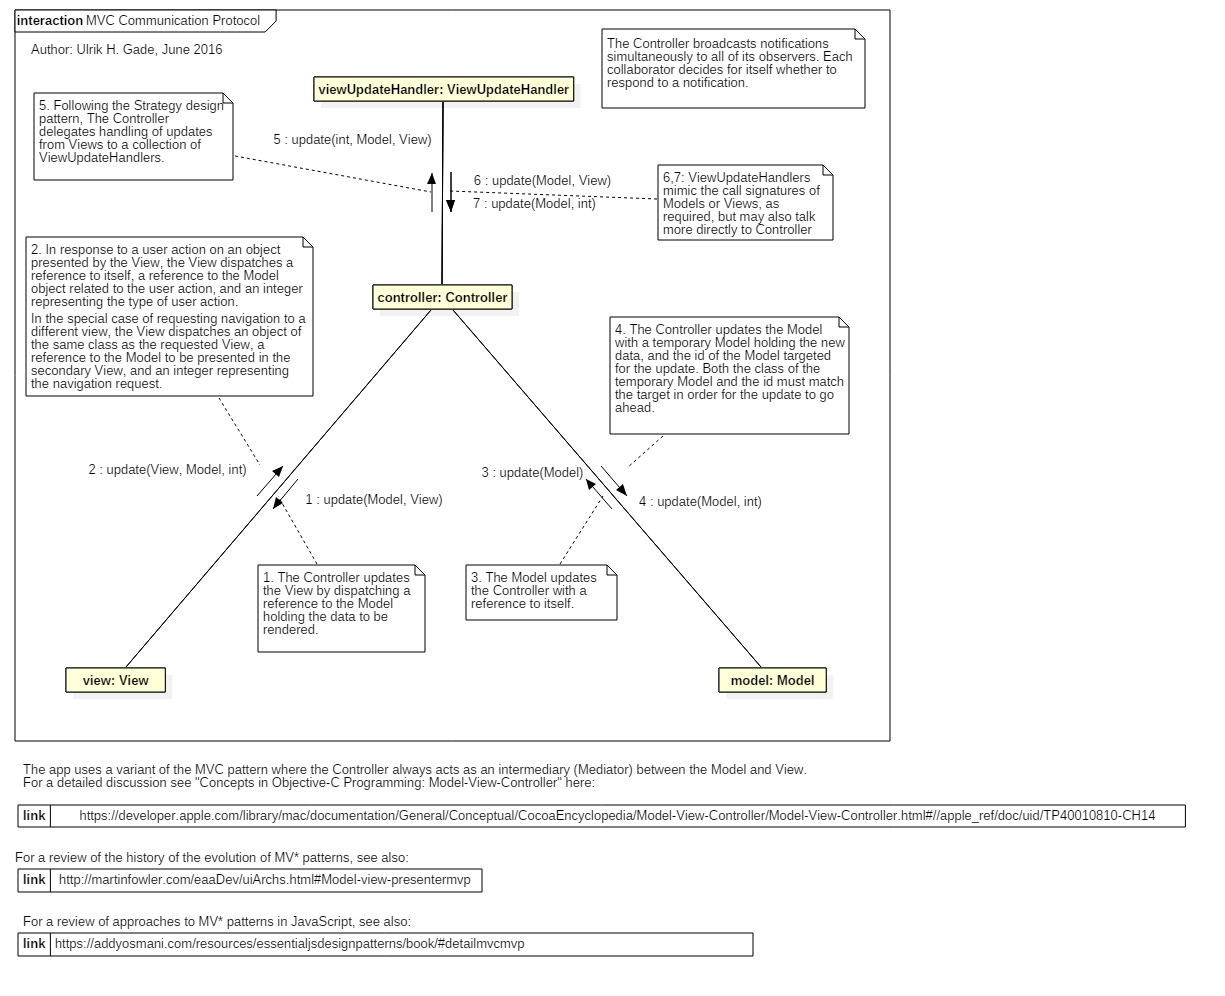 interaction MVC Communication Protocol
Author: Ulrik H. Gade, June 2016
The Controller broadcasts notifications
simultaneously to all of its observers. Each
collaborator decides for itself whether to
respond to a notification.
viewUpdateHandler: ViewUpdateHandler
5. Following the Strategy design
pattern, The Controller
delegates handling of updates
from Views to a collection of
ViewUpdateHandlers.
5 : update(int, Model, View)
6 : update(Model, View)
7 : update(Model, int)
6,7: ViewUpdateHandlers
mimic the call signatures of
Models or Views, as
required, but may also talk
more directly to Controller
2. In response to a user action on an object
presented by the View, the View dispatches a
reference to itself, a reference to the Model
object related to the user action, and an integer
representing the type of user action.
In the special case of requesting navigation to a
different view, the View dispatches an object of
the same class as the requested View, a
reference to the Model to be presented in the
secondary View, and an integer representing
the navigation request.
controller: Controller
4. The Controller updates the Model
with a temporary Model holding the new
data, and the id of the Model targeted
for the update. Both the class of the
temporary Model and the id must match
the target in order for the update to go
ahead.
2 : update(View, Model, int)
1 : update(Model, View)
3 : update(Model)
4 : update(Model, int)
1. The Controller updates
the View by dispatching a
reference to the Model
holding the data to be
rendered.
3. The Model updates
the Controller with a
reference to itself.
view: View
model: Model
The app uses a variant of the MVC pattern where the Controller always acts as an intermediary (Mediator) between the Model and View.
For a detailed discussion see "Concepts in Objective-C Programming: Model-View-Controller" here:
link https://developer.apple.com/library/mac/documentation/General/Conceptual/CocoaEncyclopedia/Model-View-Controller/Model-View-Controller.html#//apple_ref/doc/uid/TP40010810-CH14
For a review of the history of the evolution of MV* patterns, see also:
link http://martinfowler.com/eaaDev/uiArchs.html#Model-view-presentermvp
For a review of approaches to MV* patterns in JavaScript, see also:
link https://addyosmani.com/resources/essentialjsdesignpatterns/book/#detailmvcmvp